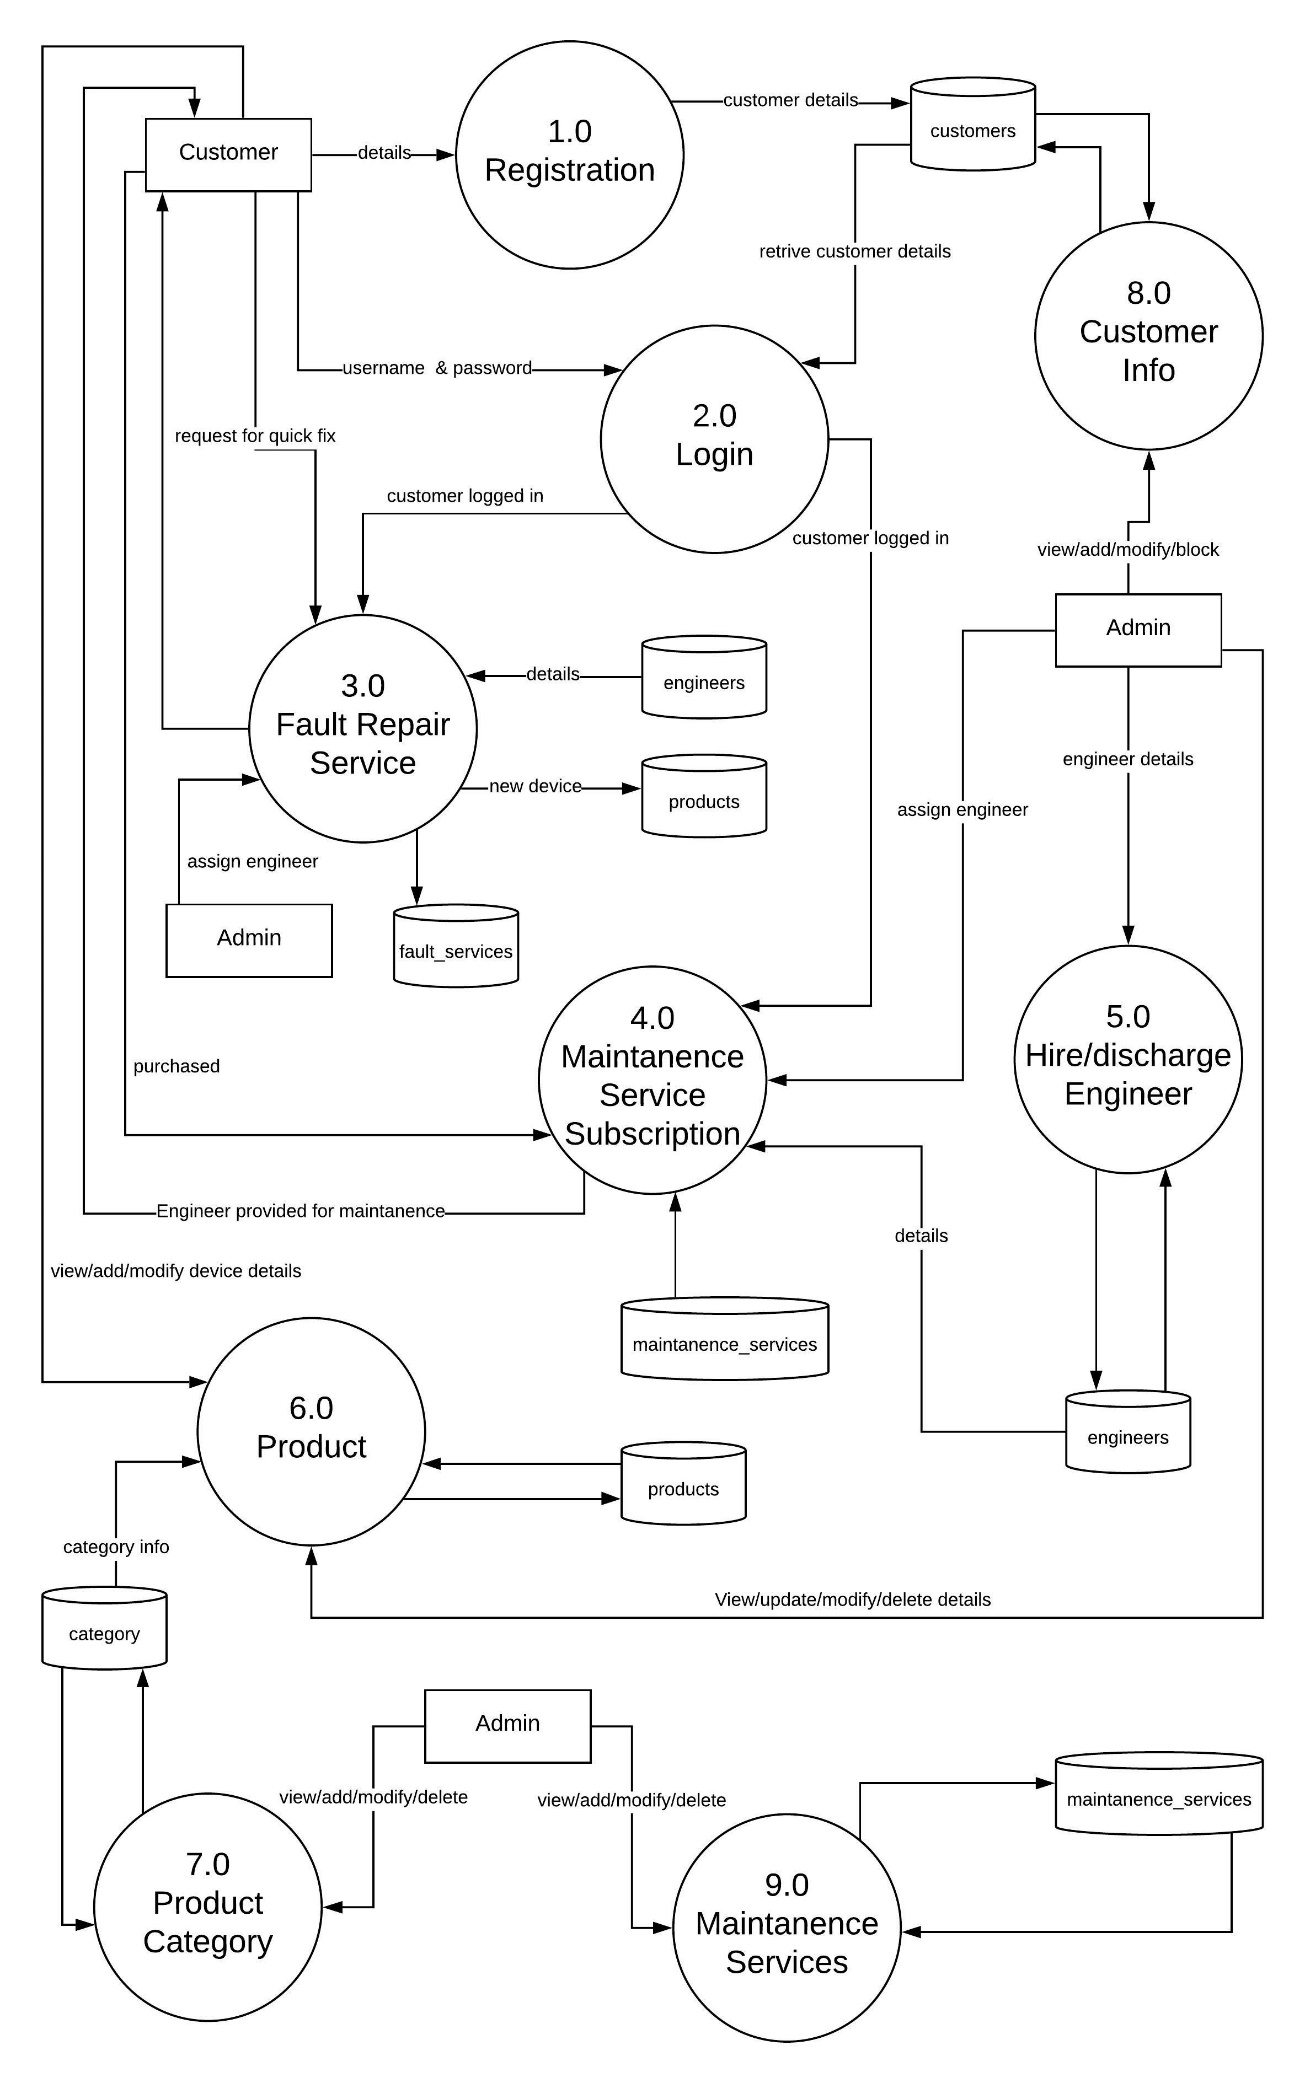 1.0
Registration
customer details
customers
Customer
details
retrive customer details
8.0
Customer
Info
username  & password
2.0
Login
request for quick fix
customer logged in
customer logged in
view/add/modify/block
Admin
3.0
Fault Repair
Service
details
engineers
engineer details
new device
products
assign engineer
assign engineer
Admin
fault_services
4.0
Maintanence
Service
Subscription
5.0
Hire/discharge
Engineer
purchased
Engineer provided for maintanence
details
view/add/modify device details
maintanence_services
6.0
Product
engineers
products
category info
View/update/modify/delete details
category
Admin
view/add/modify/delete
view/add/modify/delete
maintanence_services
7.0
Product
Category
9.0
Maintanence
Services